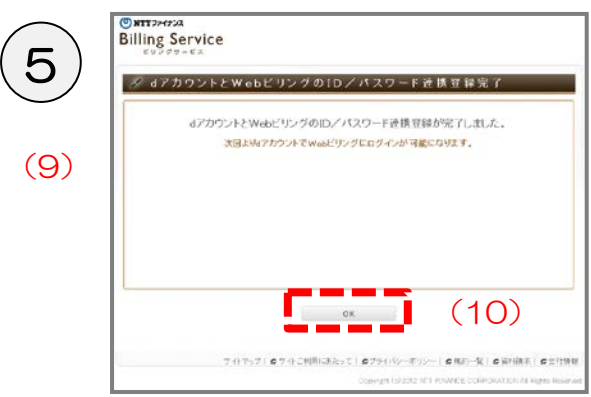 5
(9)
NTTファイナンス
Billing Service
ビリングサービス
dアカウントとWebビリングのID／パスワード連携登録完了
dアカウントとWebビリングのID／パスワード連携登録が完了しました。
次回よりdアカウントでWebビリングにログインが可能になります。
OK
(10)
サイトマップ | サイトご利用にあたって | プライバシーポリシー | 規約一覧 | 資料請求 | 会社情報
Copyright (c) 2012 NTT FINANCE CORPORATION All Rights Reserved